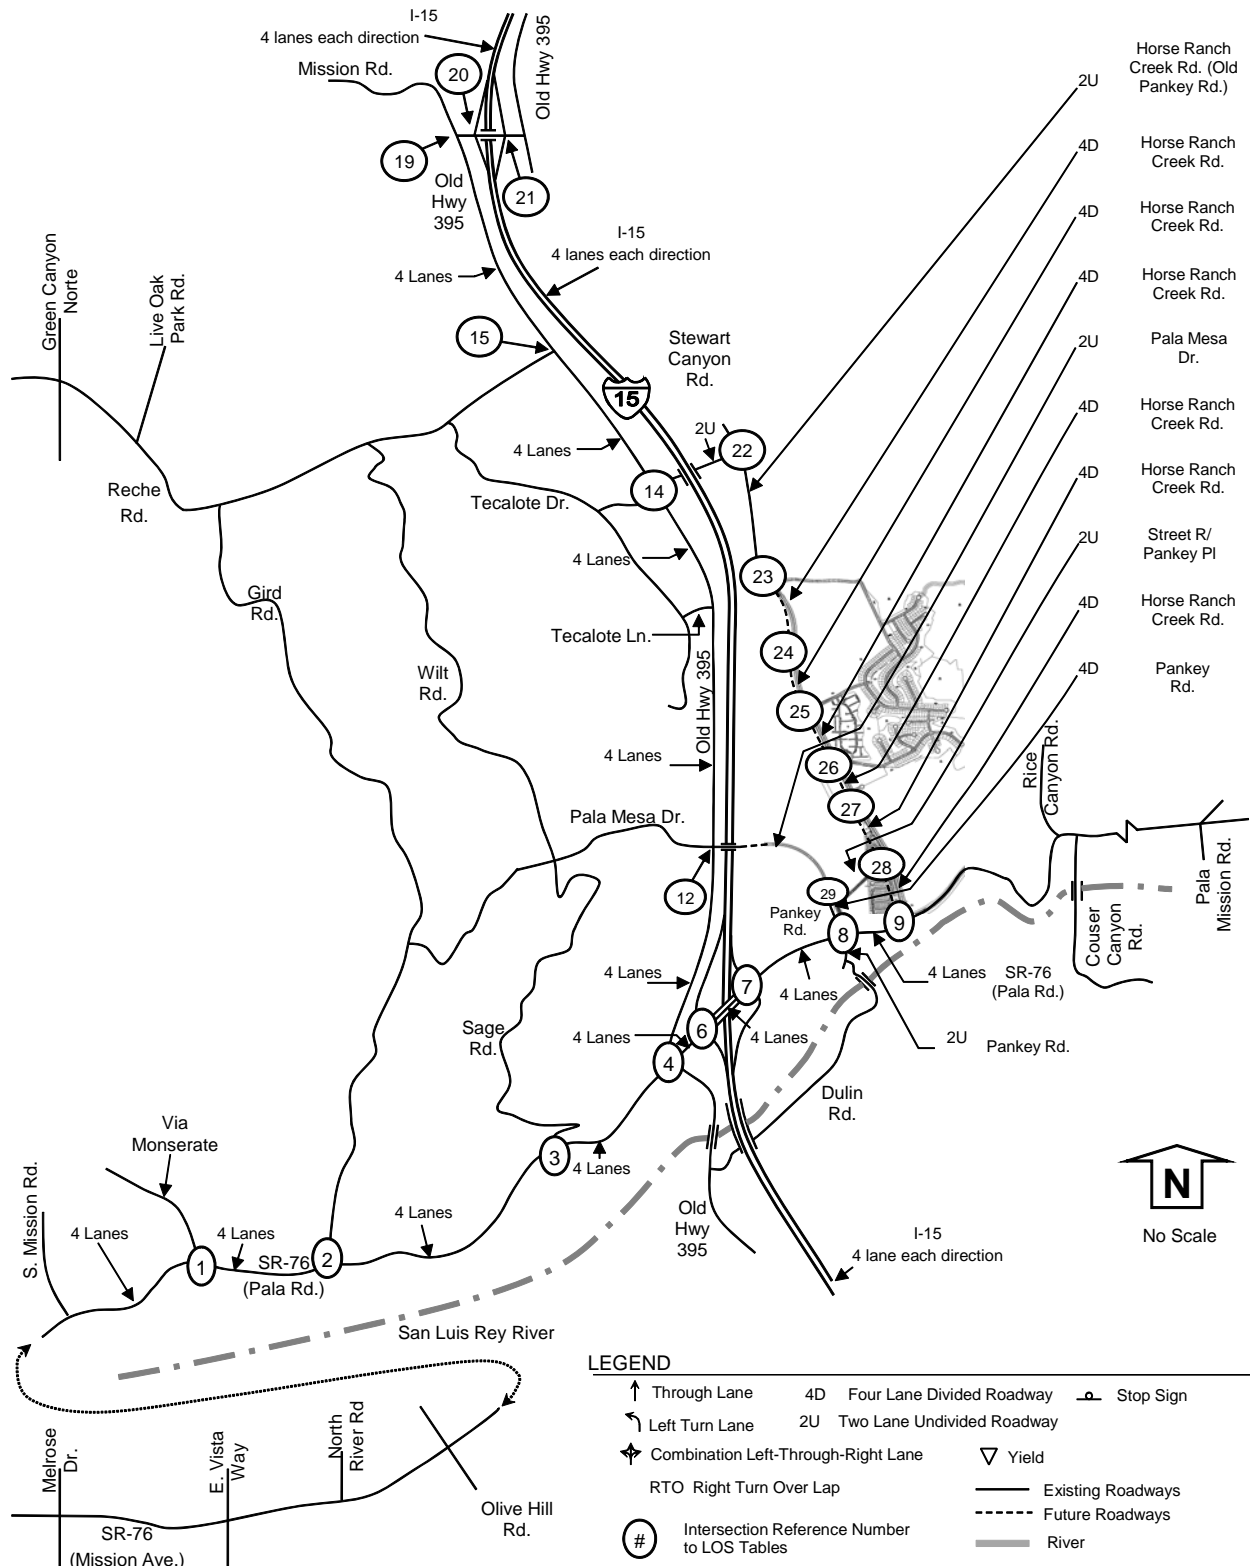 I-15
4 lanes each direction
Old Hwy 395
Mission Rd.
20
19
21
Old
Hwy
395
I-15
4 lanes each direction
4 Lanes
Horse Ranch
Creek Rd. (Old
Pankey Rd.)
2U
4D
Horse Ranch
Creek Rd.
4D
Horse Ranch
Creek Rd.
4D
Horse Ranch
Creek Rd.
2U
Pala Mesa
Dr.
4D
Horse Ranch
Creek Rd.
4D
Horse Ranch
Creek Rd.
2U
Street R/
Pankey Pl
4D
Horse Ranch
Creek Rd.
4D
Pankey
Rd.
Green Canyon
Norte
Live Oak
Park Rd.
15
Stewart
Canyon
Rd.
15
2U
22
4 Lanes
14
Reche
Rd.
Tecalote Dr.
4 Lanes
23
Gird
Rd.
Tecalote Ln.
24
Wilt
Rd.
Old Hwy 395
25
4 Lanes
26
Rice
Canyon Rd.
27
Pala Mesa Dr.
28
Pala
Mission Rd.
12
29
Pankey
Rd.
8
9
Couser
Canyon
Rd.
4 Lanes
7
4 Lanes
4 Lanes
SR-76
(Pala Rd.)
Sage
Rd.
4 Lanes
6
4 Lanes
2U
Pankey Rd.
4
Dulin
Rd.
Via
Monserate
3
4 Lanes
S. Mission Rd.
4 Lanes
4 Lanes
4 Lanes
1
SR-76
(Pala Rd.)
2
Old
Hwy
395
I-15
4 lane each direction
N
No Scale
San Luis Rey River
Melrose
Dr.
E. Vista
Way
North
River Rd
Olive Hill
Rd.
SR-76
(Mission Ave.)
LEGEND
Through Lane
4D Four Lane Divided Roadway
Stop Sign
Left Turn Lane
2U Two Lane Undivided Roadway
Combination Left-Through-Right Lane
Yield
RTO Right Turn Over Lap
Existing Roadways
Future Roadways
# Intersection Reference Number
to LOS Tables
River